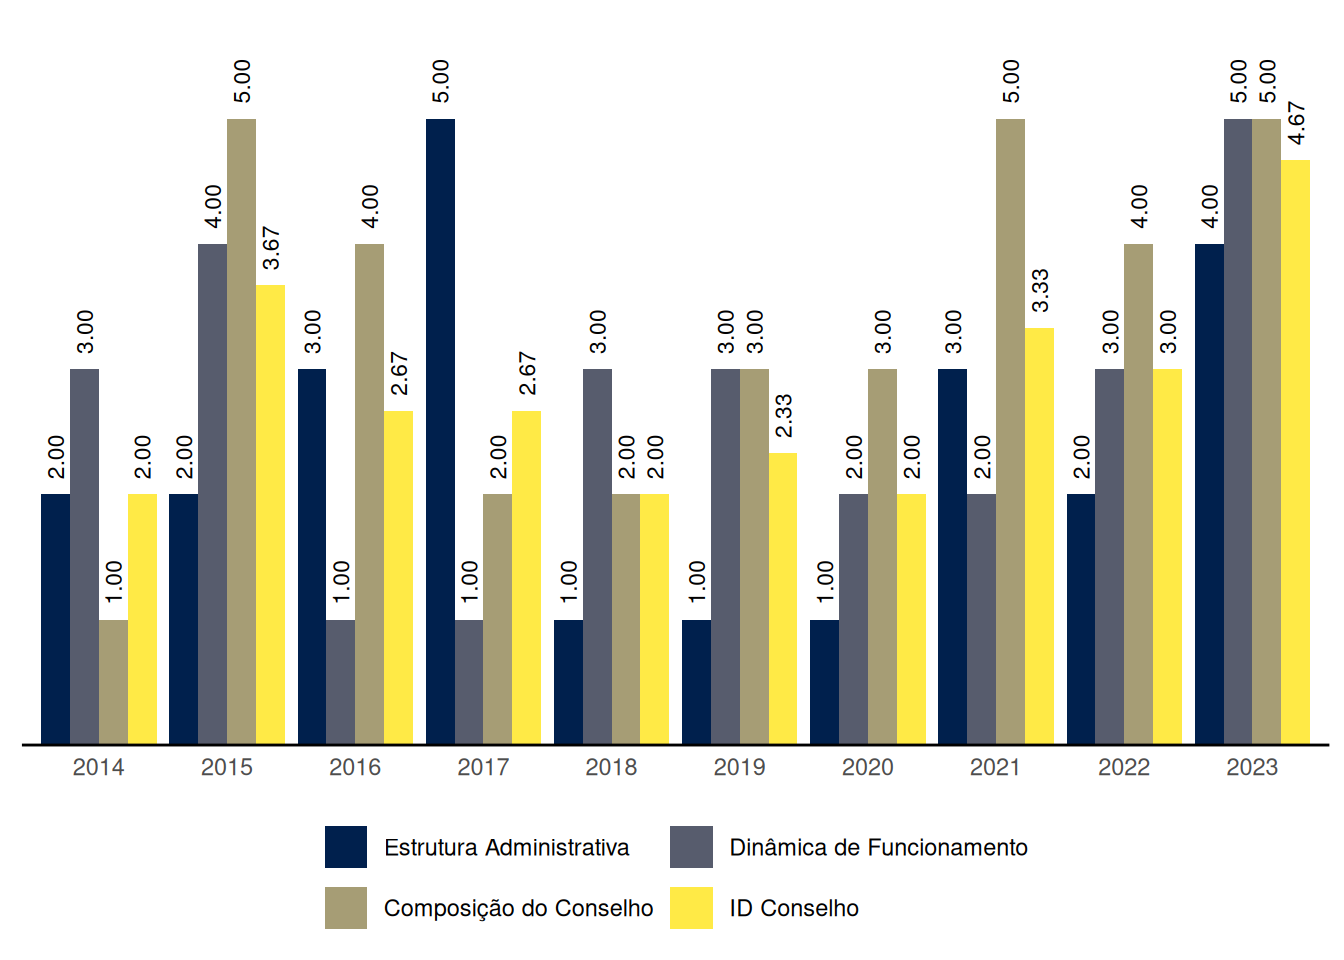 2.00 3.00 1.00 2.00
2.00 4.00 5.00 3.67
3.00 1.00 4.00 2.67
5.00 1.00 2.00 2.67
1.00 3.00 2.00 2.00
1.00 3.00 3.00 2.33
1.00 2.00 3.00 2.00
3.00 2.00 5.00 3.33
2.00 3.00 4.00 3.00
4.00 5.00 5.00 4.67
2014 2015 2016 2017 2018 2019 2020 2021 2022 2023
Estrutura Administrativa Dinâmica de Funcionamento
Composição do Conselho ID Conselho